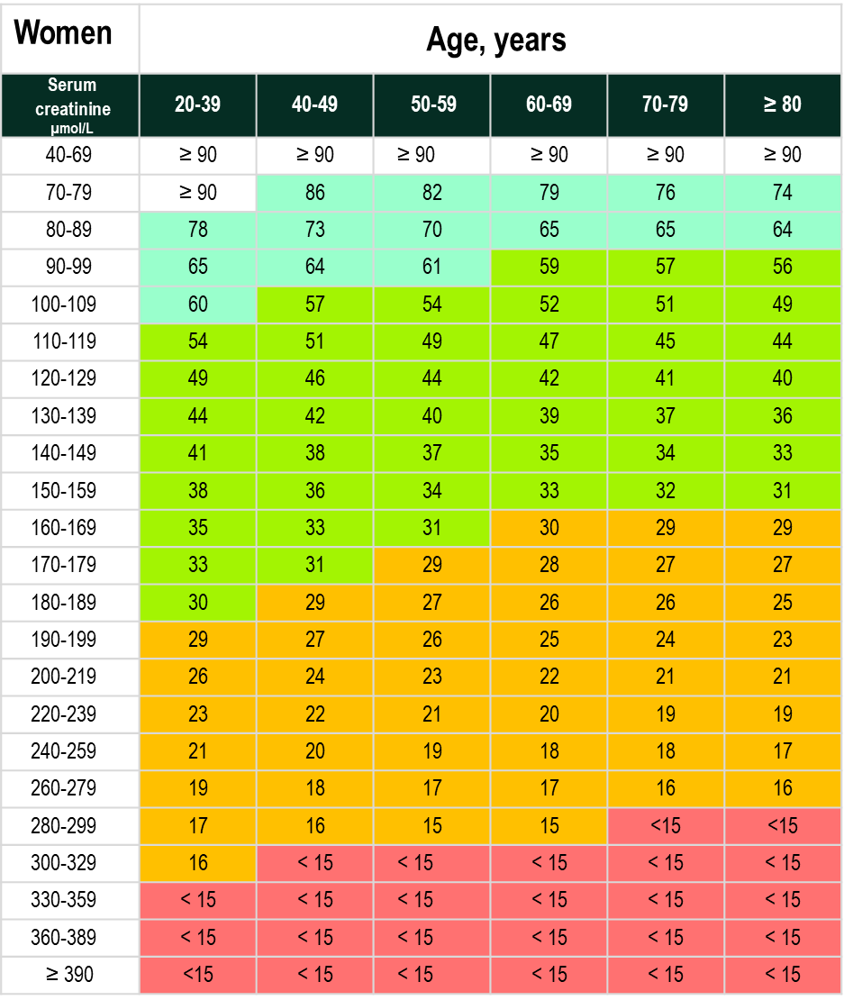 Women Age, years
Serum
creatinine
µmol/L
20-39 40-49 50-59 60-69 70-79 ≥ 80
40-69 ≥ 90 ≥ 90 ≥ 90 ≥ 90 ≥ 90 ≥ 90
70-79 ≥ 90 86 82 79 76 74
80-89 78 73 70 65 65 64
90-99 65 64 61 59 57 56
100-109 60 57 54 52 51 49
110-119 54 51 49 47 45 44
120-129 49 46 44 42 41 40
130-139 44 42 40 39 37 36
140-149 41 38 37 35 34 33
150-159 38 36 34 33 32 31
160-169 35 33 31 30 29 29
170-179 33 31 29 28 27 27
180-189 30 29 27 26 26 25
190-199 29 27 26 25 24 23
200-219 26 24 23 22 21 21
220-239 23 22 21 20 19 19
240-259 21 20 19 18 18 17
260-279 19 18 17 17 16 16
280-299 17 16 15 15 <15 <15
300-329 16 < 15 < 15 < 15 < 15 < 15
330-359 < 15 < 15 < 15 < 15 < 15 < 15
360-389 < 15 < 15 < 15 < 15 < 15 < 15
≥ 390 <15 < 15 < 15 < 15 < 15 < 15